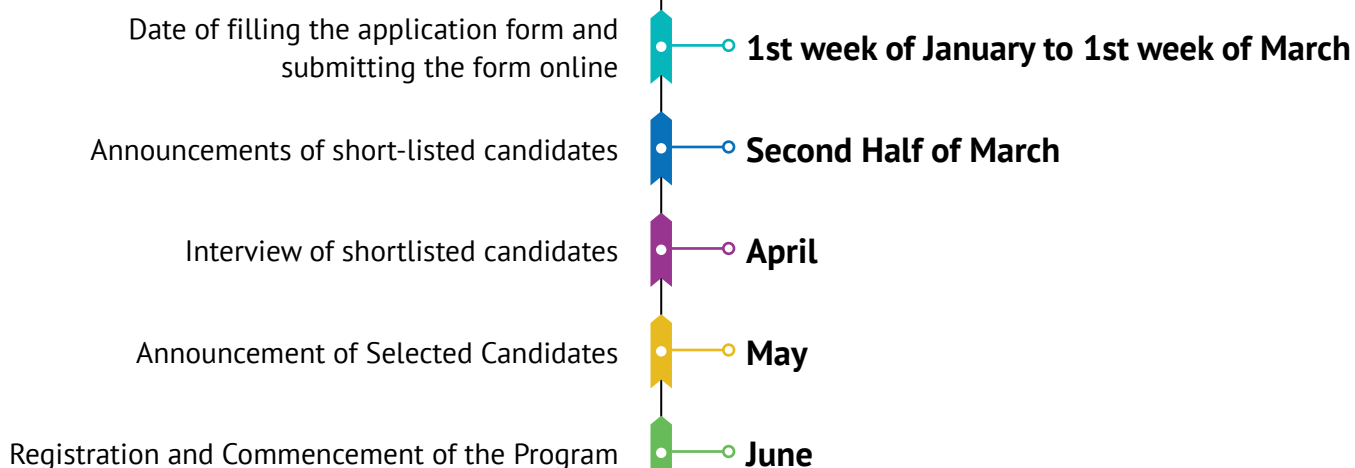 Date of filling the application form and
submitting the form online
1st week of January to 1st week of March
Announcements of short-listed candidates
Second Half of March
Interview of shortlisted candidates
April
Announcement of Selected Candidates
May
Registration and Commencement of the Program
June